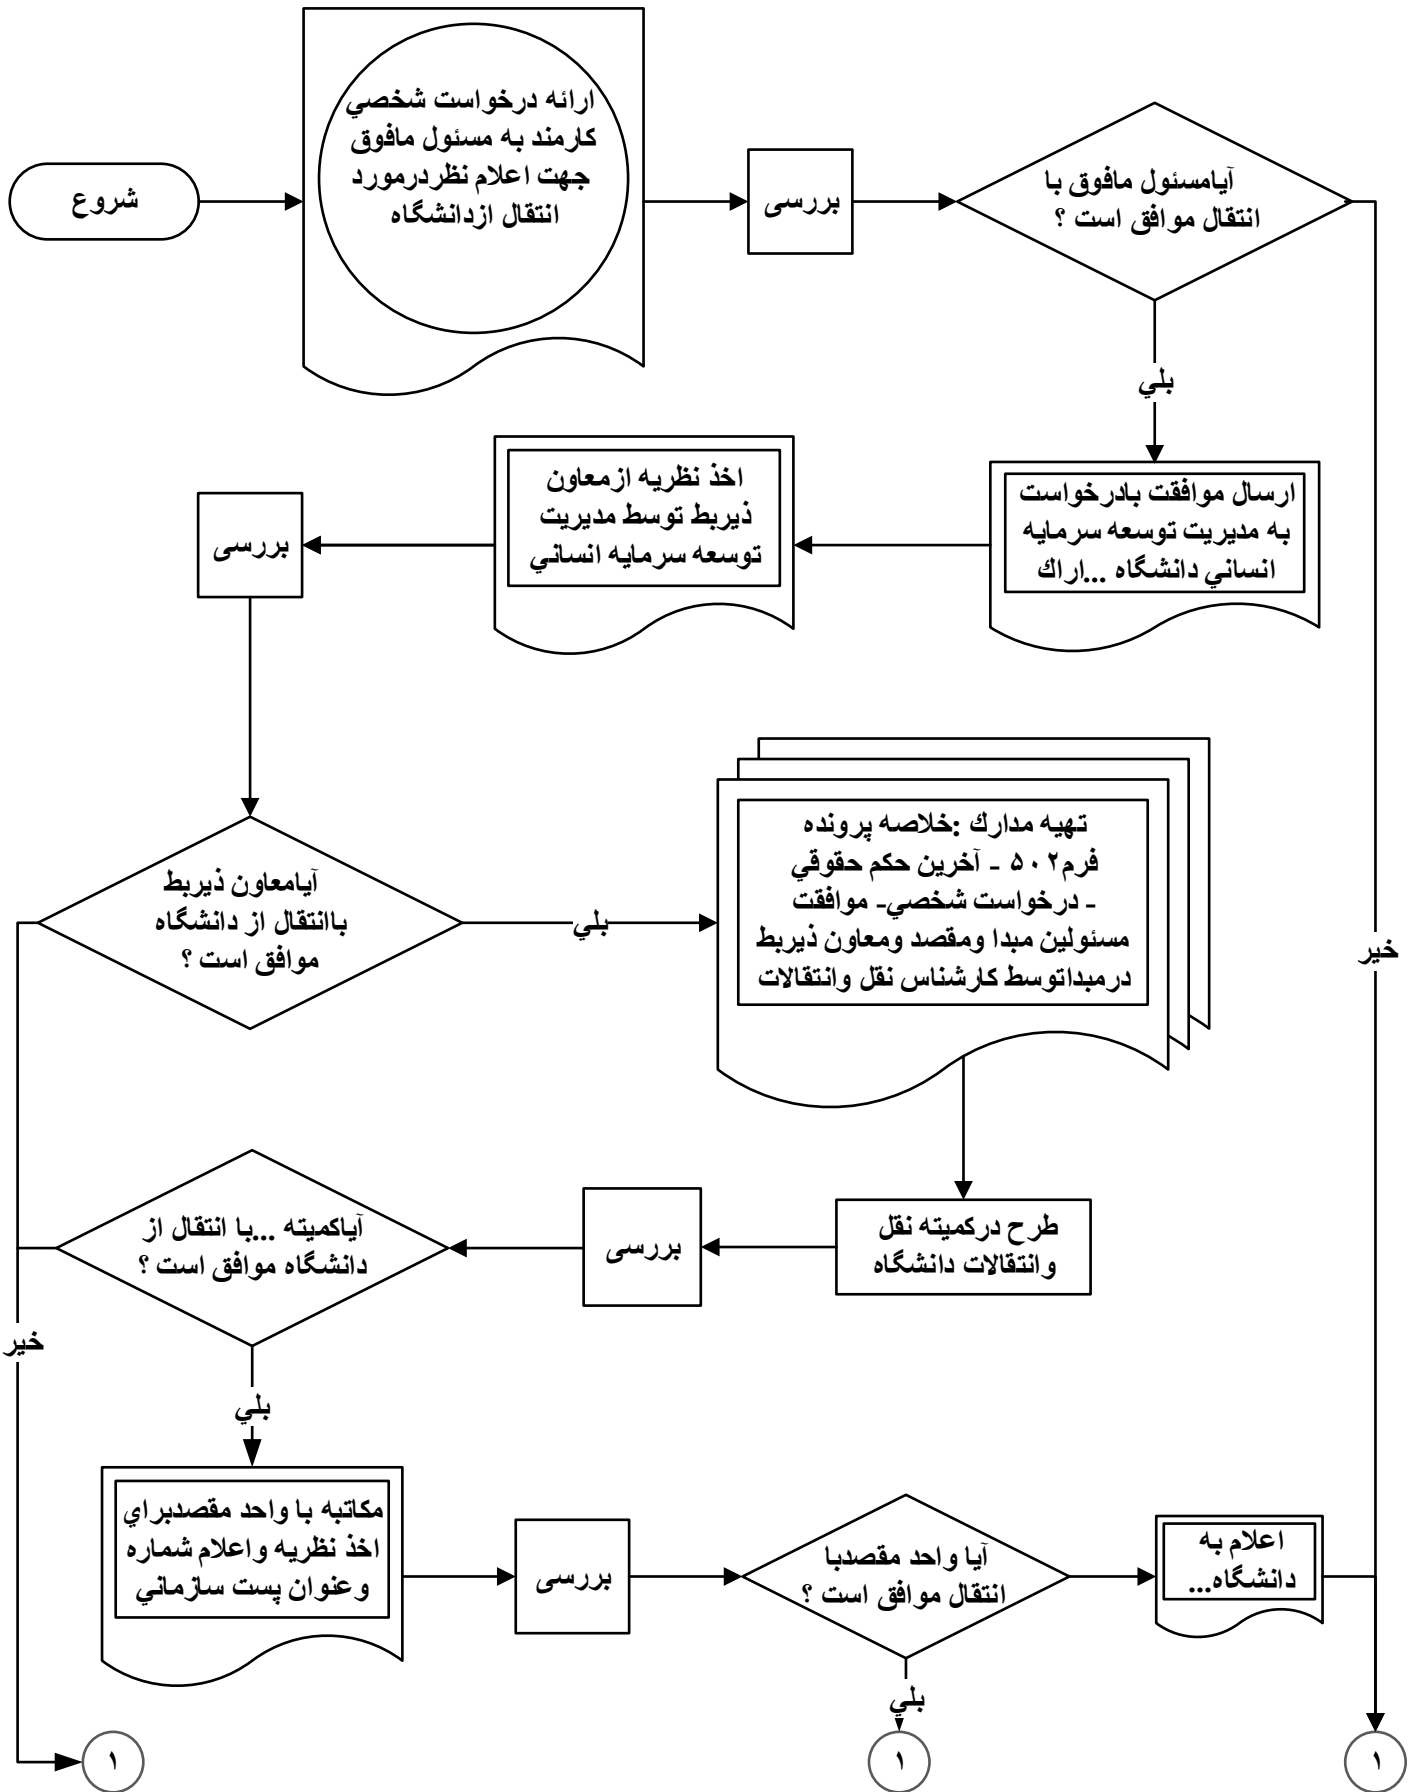 شروع
ارائه درخواست شخصي
كارمند به مسئول مافوق
جهت اعلام نظردرمورد
انتقال ازدانشگاه
بررسی
آيامسئول مافوق با
انتقال موافق است ؟
بلي
خير
ارسال موافقت بادرخواست
به مديريت توسعه سرمايه
انساني دانشگاه ...اراك
اخذ نظريه ازمعاون
ذيربط توسط مديريت
توسعه سرمايه انساني
بررسی
آيامعاون ذيربط
باانتقال از دانشگاه
موافق است ؟
بلي
تهيه مدارك :خلاصه پرونده
فرم۵۰۲ - آخرين حكم حقوقي
- درخواست شخصي- موافقت
مسئولين مبدا ومقصد ومعاون ذيربط
درمبداتوسط كارشناس نقل وانتقالات
طرح دركميته نقل
وانتقالات دانشگاه
بررسی
آياكميته ...با انتقال از
دانشگاه موافق است ؟
خير
بلي
مكاتبه با واحد مقصدبراي
اخذ نظريه واعلام شماره
وعنوان پست سازماني
بررسی
آيا واحد مقصدبا
انتقال موافق است ؟
اعلام به
دانشگاه...
بلي
۱
۱
۱